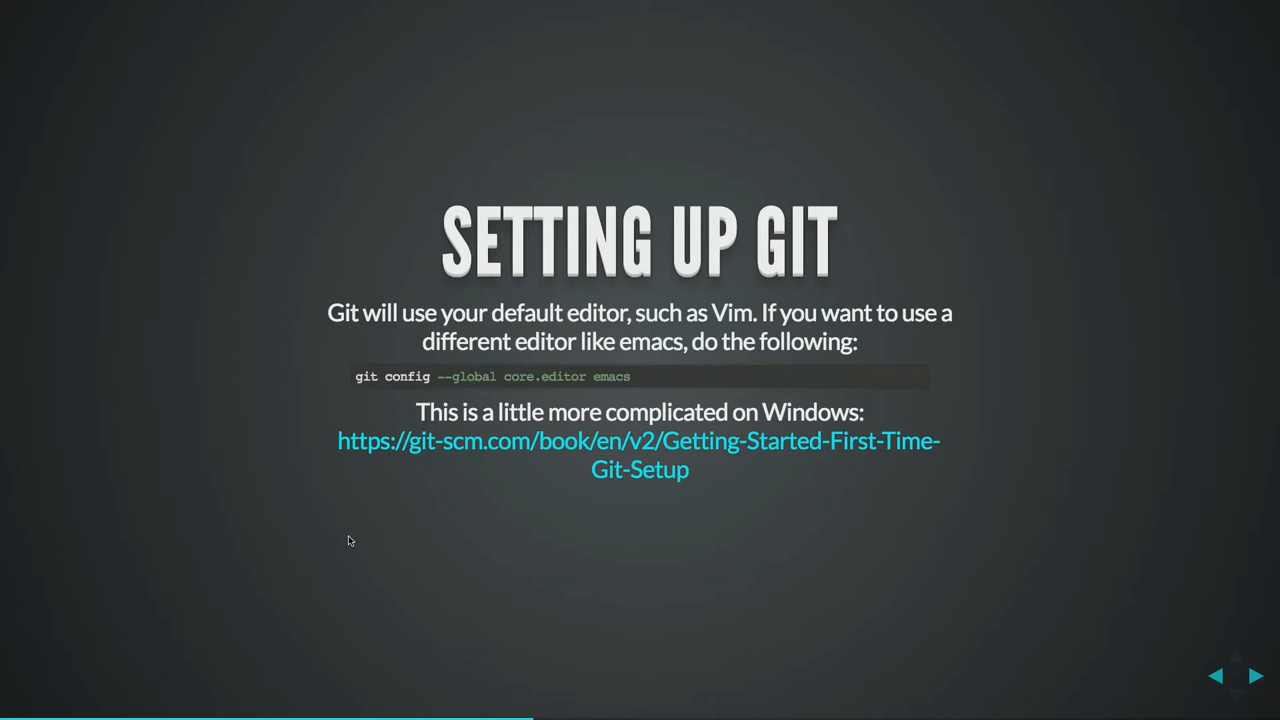 SETTING UP GIT
Git will use your default editor, such as Vim. If you want to use a
different editor like emacs, do the following:
git config --global core.editor emacs
This is a little more complicated on Windows:
https://git-scm.com/book/en/v2/Getting-Started-First-Time-
Git-Setup